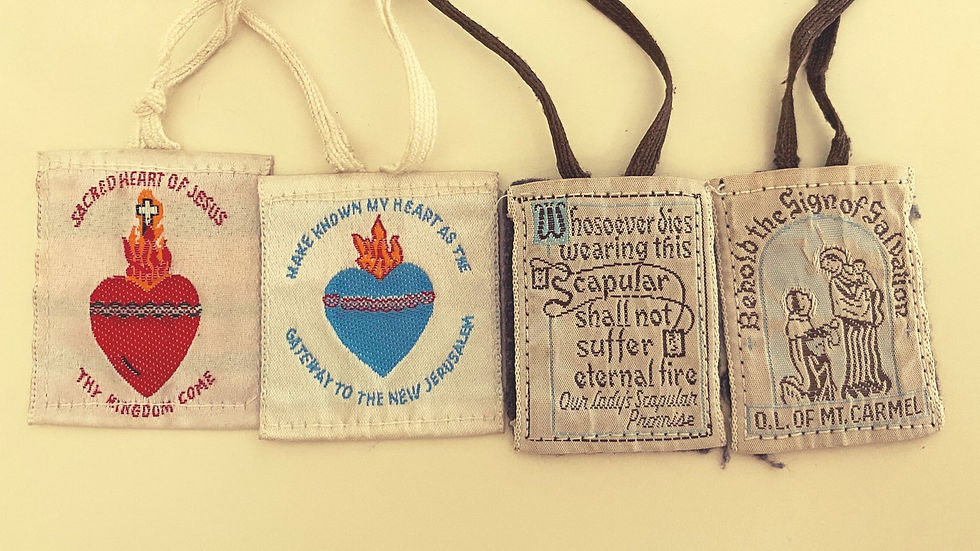 SACRED HEART OF JESUS
THY KINGDOM COME
MAKE KNOWN MY HEART AS THE
GATEWAY TO THE NEW JERUSALEM
Whosoever dies
wearing this
Scapular
shall not
suffer
eternal fire
Our Lady's Scapular
Promise
Behold the Sign of Salvation
O.L. OF MT. CARMEL